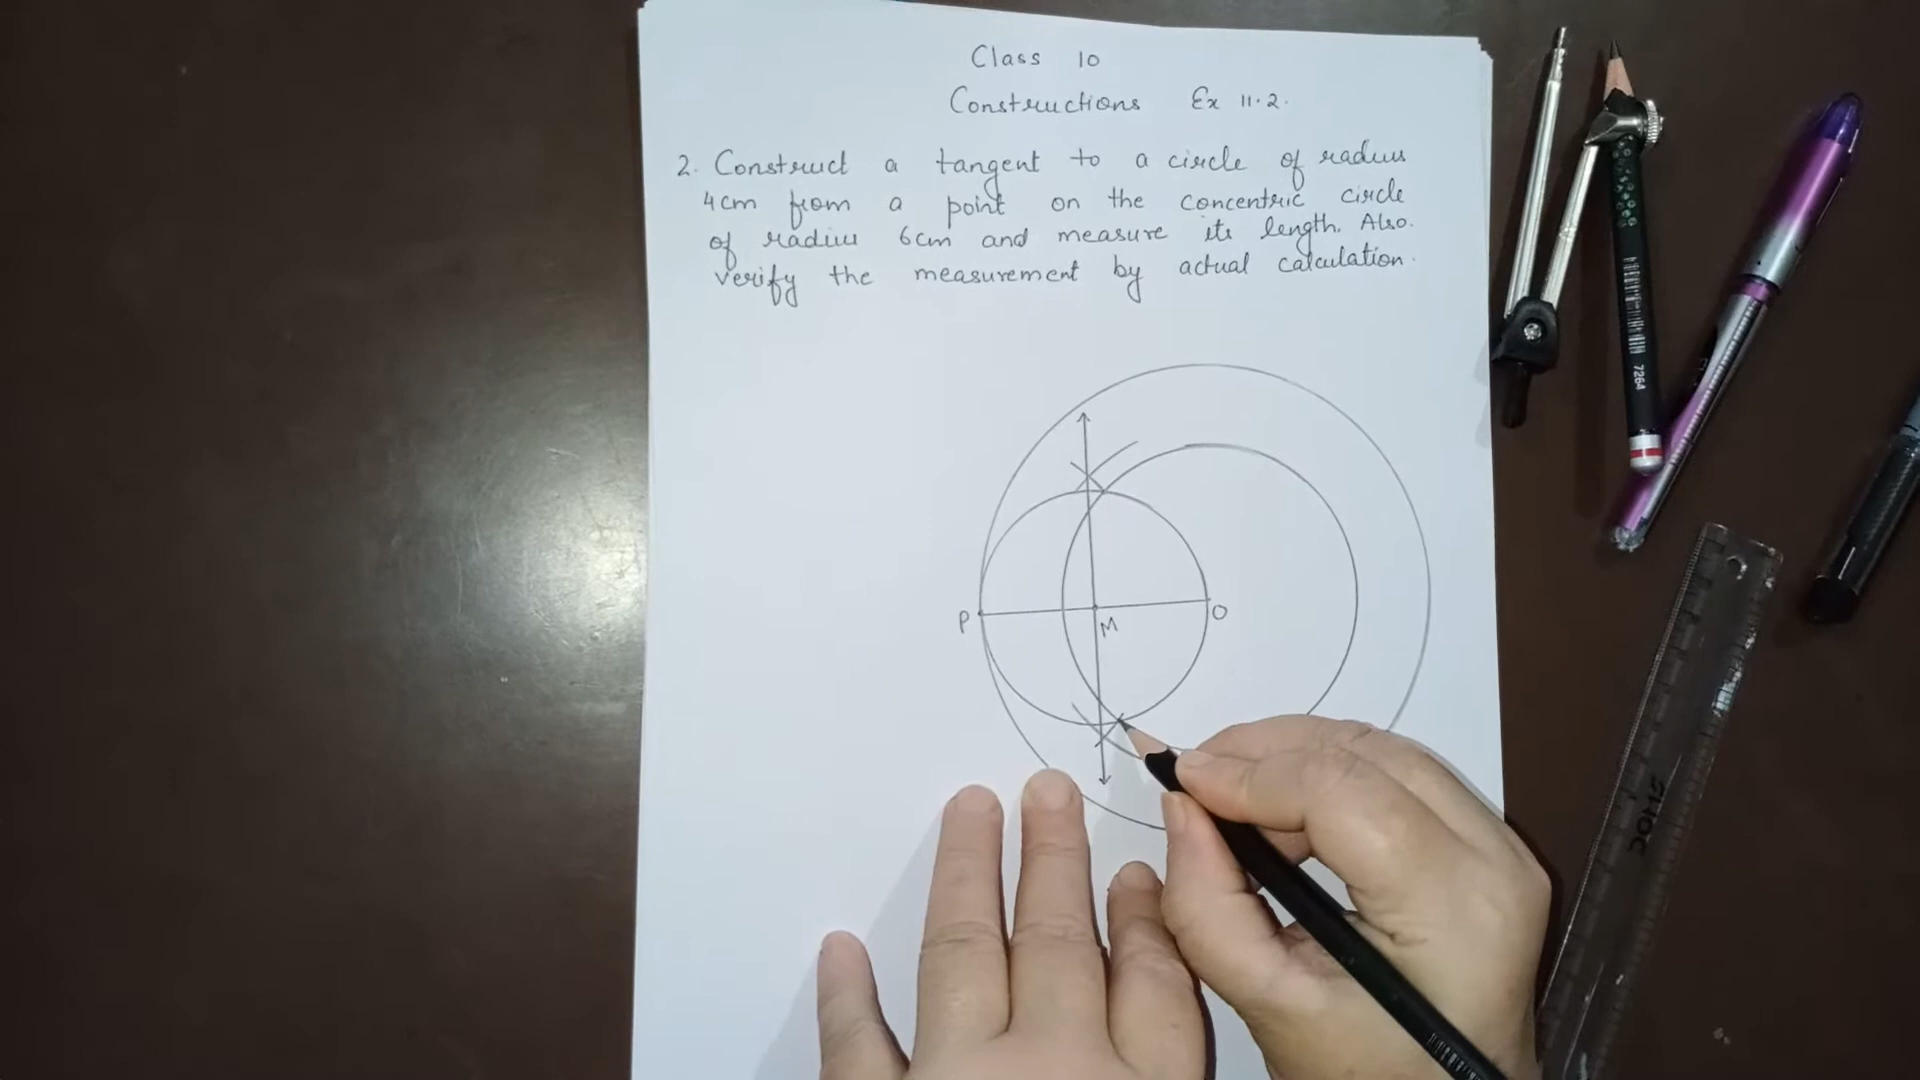 Class 10
Constructions Ex 11.2.
2. Construct a tangent to a circle of radius
4cm from a point on the concentric circle
of radius 6cm and measure its length. Also.
verify the measurement by actual calculation.
P
M
O
7264